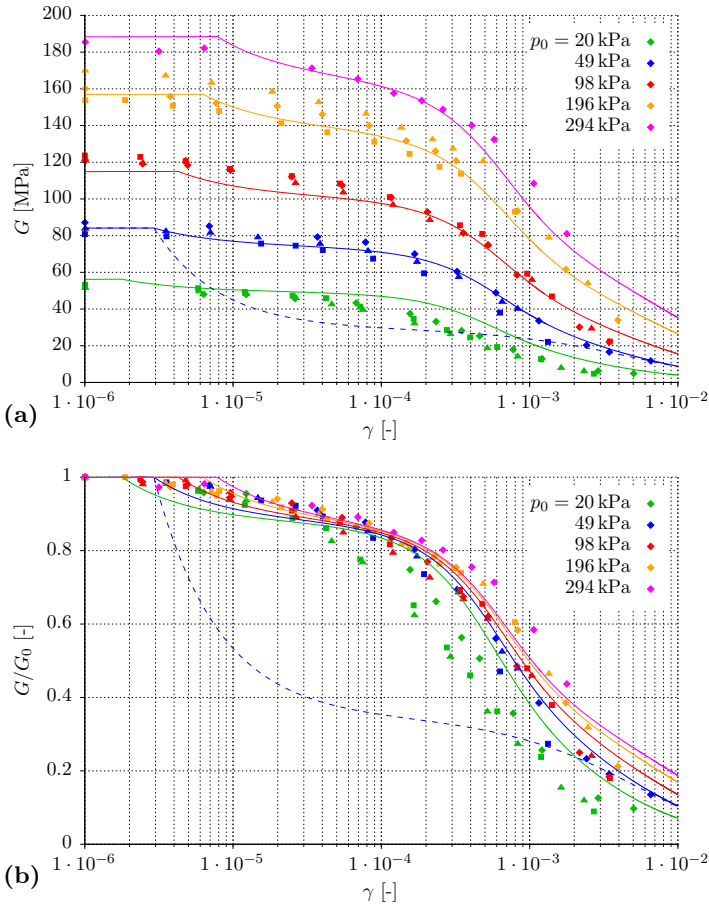 200
180
160
140
120
100
80
60
40
20
0
G [MPa]
p₀ = 20 kPa
49 kPa
98 kPa
196 kPa
294 kPa
1 · 10⁻⁶ 1 · 10⁻⁵ 1 · 10⁻⁴ 1 · 10⁻³ 1 · 10⁻²
(a)
γ [-]
1
0.8
0.6
0.4
0.2
0
G/G₀ [-]
p₀ = 20 kPa
49 kPa
98 kPa
196 kPa
294 kPa
1 · 10⁻⁶ 1 · 10⁻⁵ 1 · 10⁻⁴ 1 · 10⁻³ 1 · 10⁻²
(b)
γ [-]